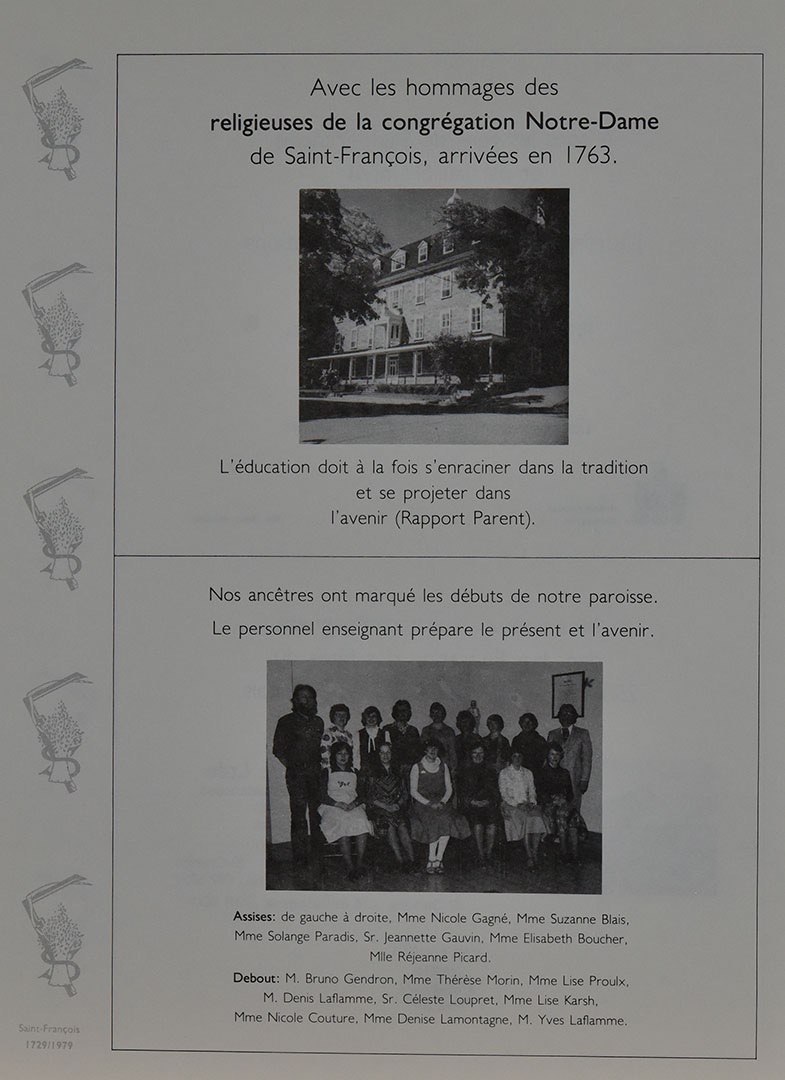 Avec les hommages des
religieuses de la congrégation Notre-Dame
de Saint-François, arrivées en 1763.
L'éducation doit à la fois s'enraciner dans la tradition
et se projeter dans
l'avenir (Rapport Parent).
Nos ancêtres ont marqué les débuts de notre paroisse.
Le personnel enseignant prépare le présent et l'avenir.
Assises: de gauche à droite, Mme Nicole Gagné, Mme Suzanne Blais,
Mme Solange Paradis, Sr. Jeannette Gauvin, Mme Elisabeth Boucher,
Mlle Réjeanne Picard.
Debout: M. Bruno Gendron, Mme Thérèse Morin, Mme Lise Proulx,
M. Denis Laflamme, Sr. Céleste Loupret, Mme Lise Karsh,
Mme Nicole Couture, Mme Denise Lamontagne, M. Yves Laflamme.
Saint-François
1729/1979